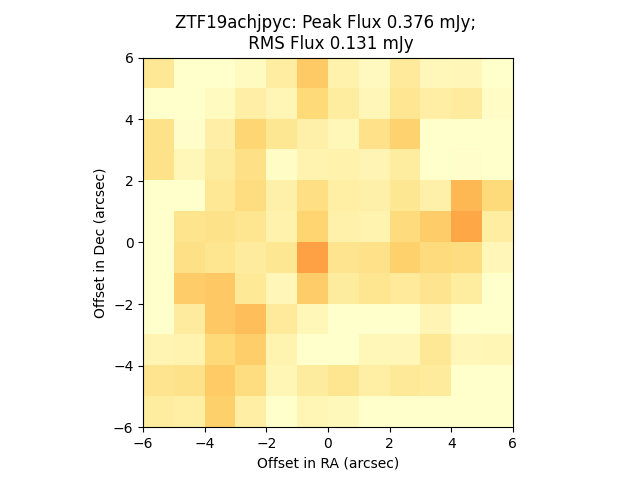 ZTF19achjpyc: Peak Flux 0.376 mJy;
RMS Flux 0.131 mJy
6
4
2
0
−2
−4
−6
Offset in Dec (arcsec)
−6 −4 −2 0 2 4 6
Offset in RA (arcsec)